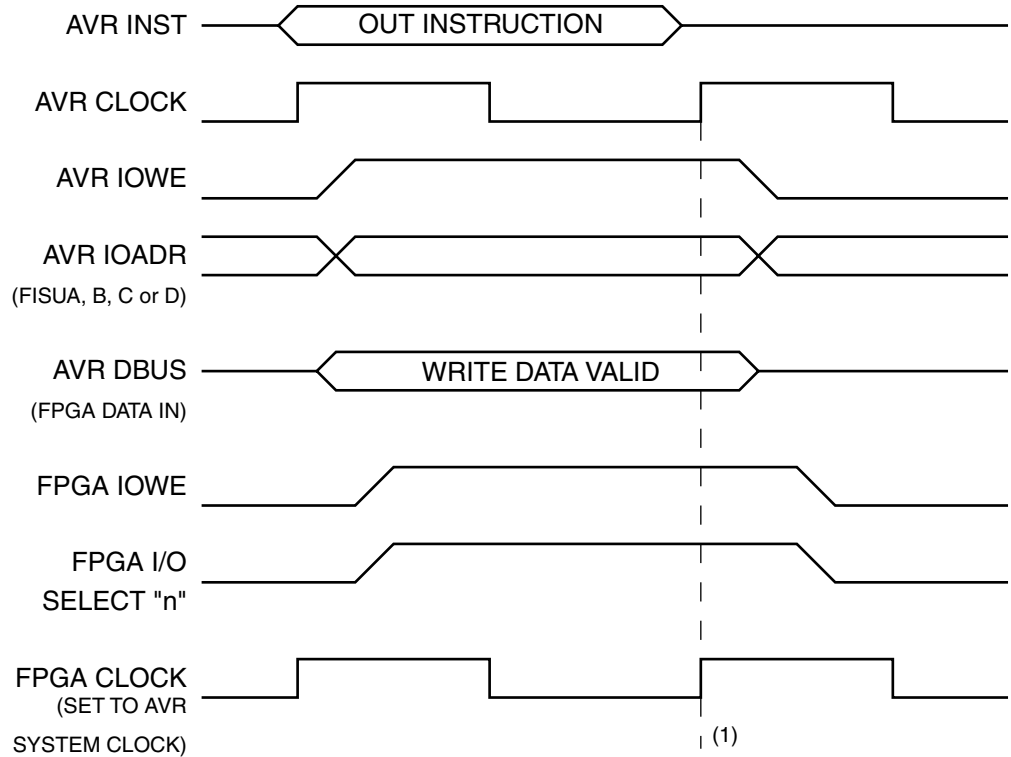 AVR INST
OUT INSTRUCTION
AVR CLOCK
AVR IOWE
AVR IOADR
(FISUA, B, C or D)
AVR DBUS
WRITE DATA VALID
(FPGA DATA IN)
FPGA IOWE
FPGA I/O
SELECT "n"
FPGA CLOCK
(SET TO AVR
SYSTEM CLOCK)
(1)